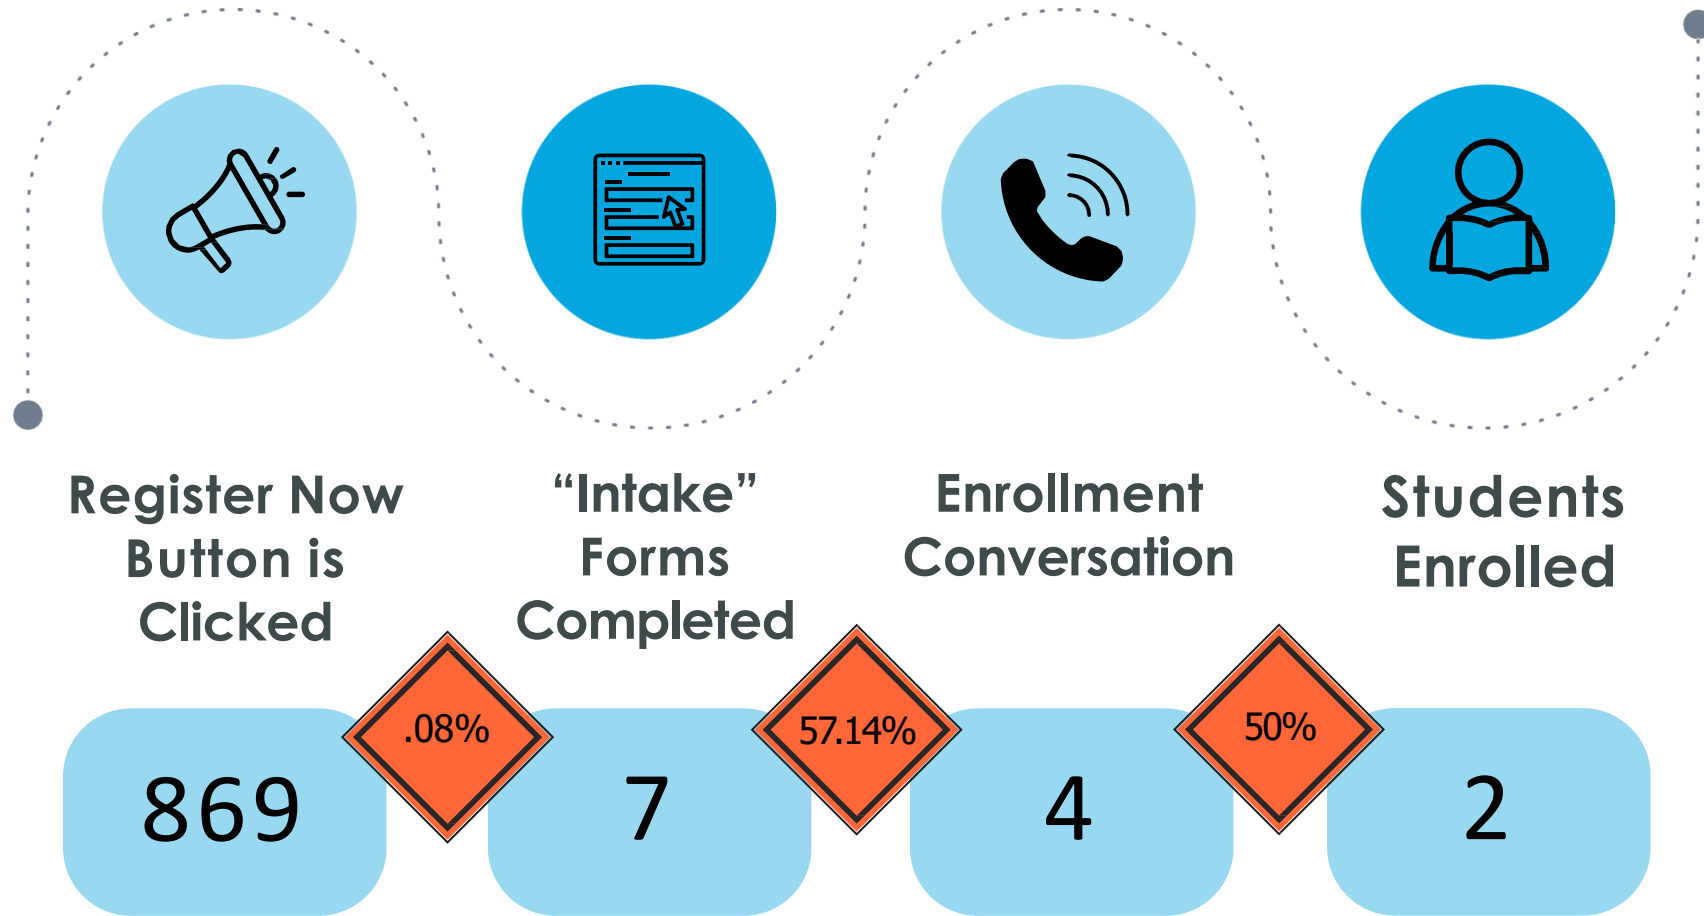 Register Now
Button is
Clicked
“Intake”
Forms
Completed
Enrollment
Conversation
Students
Enrolled
.08%
57.14%
50%
869
7
4
2